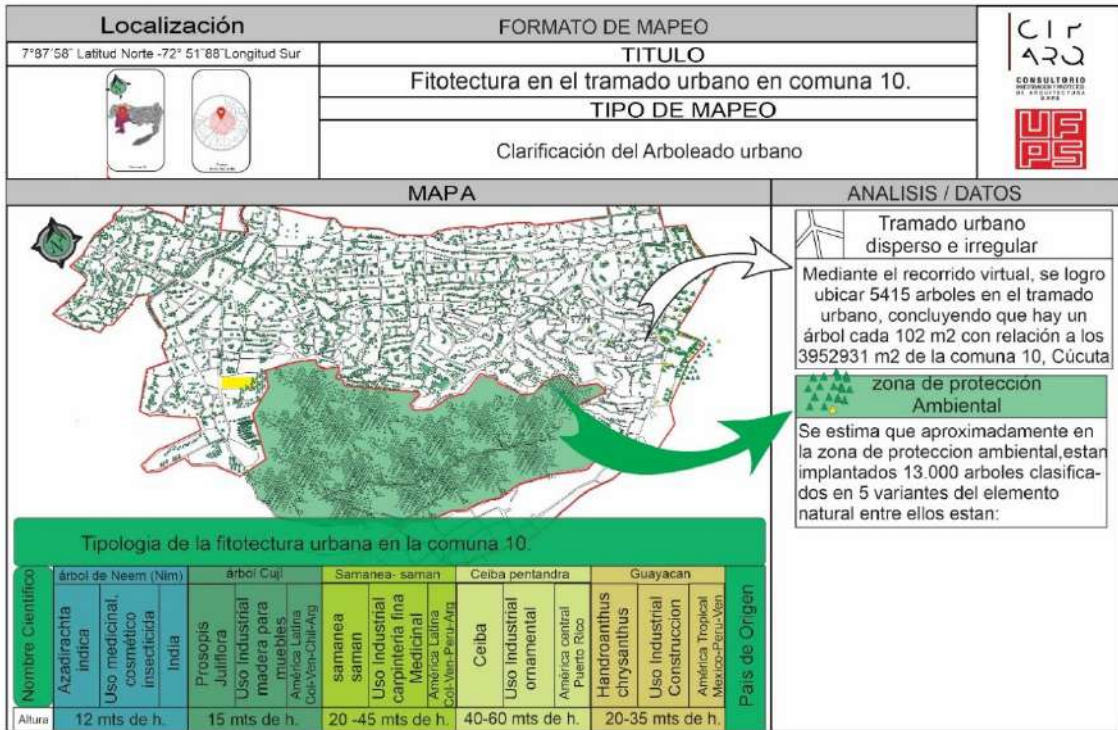 Localización
FORMATO DE MAPEO
7°87´58¨ Latitud Norte -72° 51¨88¨Longitud Sur
TITULO
Fitotectura en el tramado urbano en comuna 10.
TIPO DE MAPEO
Clarificación del Arboleado urbano
CONSULTORIO
UFPS
MAPA
ANALISIS / DATOS
Tramado urbano
disperso e irregular
Mediante el recorrido virtual, se logro
ubicar 5415 arboles en el tramado
urbano, concluyendo que hay un
árbol cada 102 m2 con relación a los
3952931 m2 de la comuna 10, Cúcuta
zona de protección
Ambiental
Se estima que aproximadamente en
la zona de proteccion ambiental,estan
implantados 13.000 arboles clasifica-
dos en 5 variantes del elemento
natural entre ellos estan:
Tipologia de la fitotectura urbana en la comuna 10.
Nombre Cientifico
árbol de Neem (Nim)
Azadirachta
indica
Uso medicinal,
cosmético
insecticida
India
árbol Cují
Prosopis
Juliflora
Uso Industrial
madera para
muebles
América Latina
Col-Ven-Chil-Arg
Samanea- saman
samanea
saman
Uso Industrial
carpintería fina
Medicinal
América Latina
Col-Ven-Peru-Arg
Ceiba pentandra
Ceiba
Uso Industrial
ornamental
América central
Puerto Rico
Guayacan
Handroanthus
chrysanthus
Uso Industrial
Construccion
América Tropical
Mexico-Peru-Ven
Pais de Origen
Altura
12 mts de h.
15 mts de h.
20 -45 mts de h.
40-60 mts de h.
20-35 mts de h.